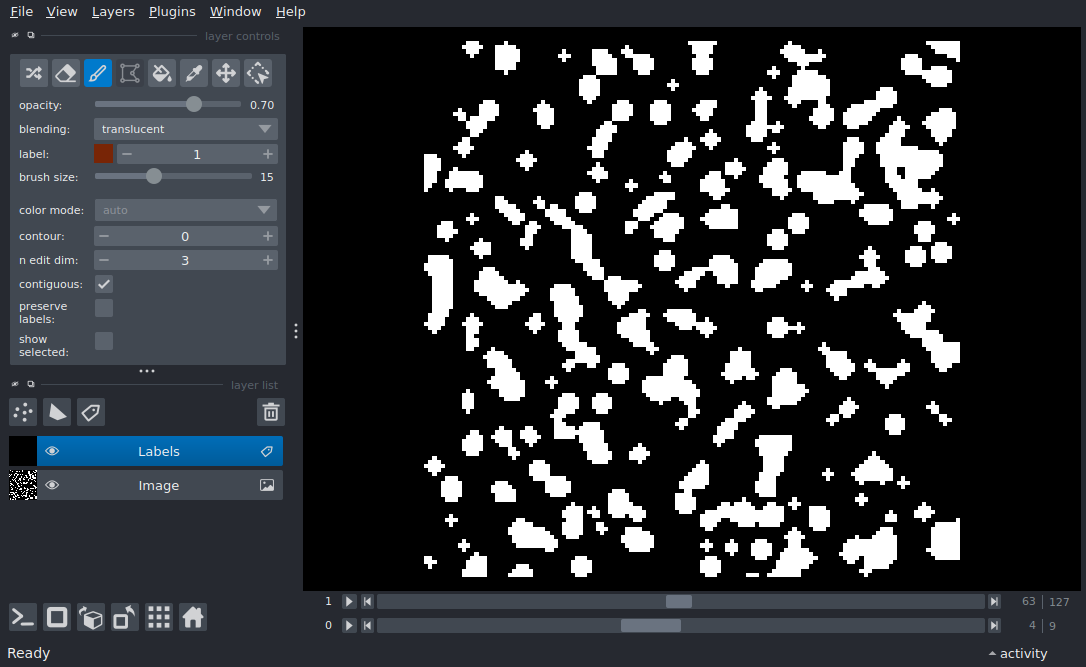 File View Layers Plugins Window Help
layer controls
opacity: 0.70
blending: translucent
label: − 1 +
brush size: 15
color mode: auto
contour: − 0 +
n edit dim: − 3 +
contiguous:
preserve
labels:
show
selected:
layer list
Labels
Image
1 63 | 127
0 4 | 9
Ready activity